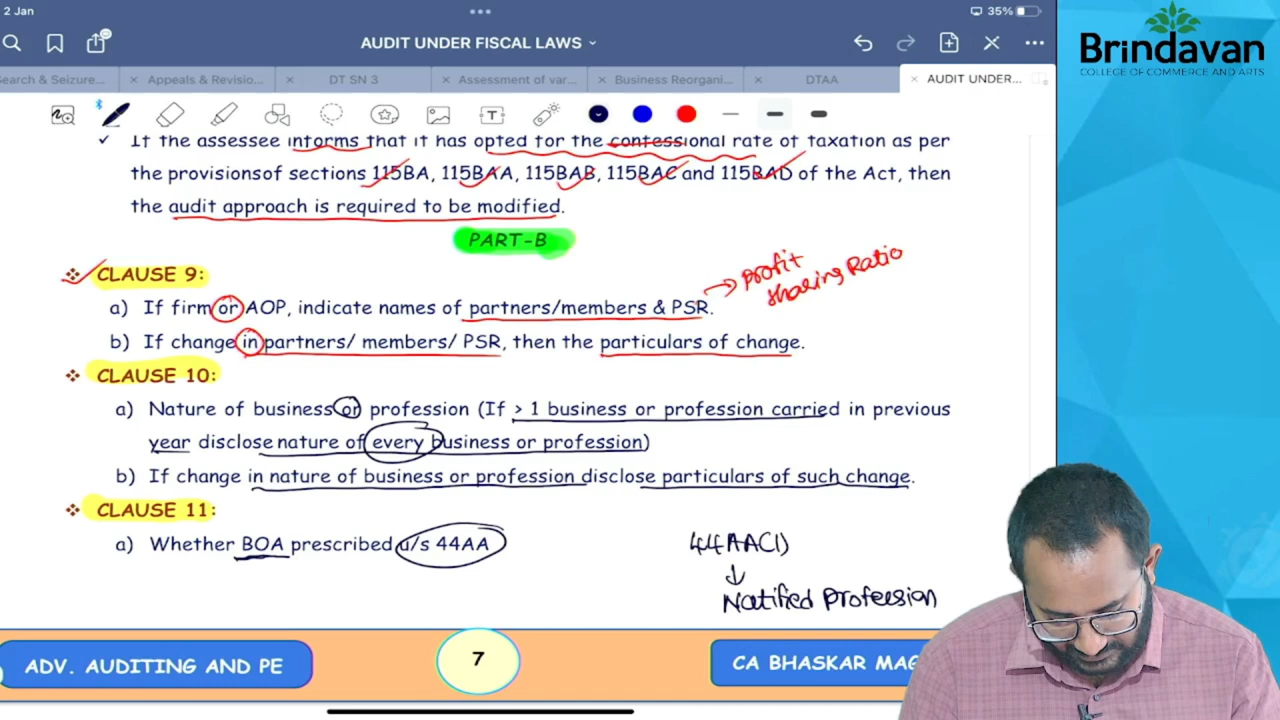 2 Jan
35%
AUDIT UNDER FISCAL LAWS
earch & Seizure...
Appeals & Revisio...
DT SN 3
Assessment of var...
Business Reorgani...
DTAA
AUDIT UNDER...
Brindavan
COLLEGE OF COMMERCE AND ARTS
✓ If the assessee informs that it has opted for the contessional rate of taxation as per
the provisionsof sections 115BA, 115BAA, 115BAB, 115BAC and 115BAD of the Act, then
the audit approach is required to be modified.
PART-B
CLAUSE 9:
a) If firm or AOP, indicate names of partners/members & PSR.
Profit
Sharing Ratio
b) If change in partners/ members/ PSR, then the particulars of change.
CLAUSE 10:
a) Nature of business or profession (If > 1 business or profession carried in previous
year disclose nature of every business or profession)
b) If change in nature of business or profession disclose particulars of such change.
CLAUSE 11:
a) Whether BOA prescribed u/s 44AA
44AA(1)
Notified Profession
ADV. AUDITING AND PE
7
CA BHASKAR MAG